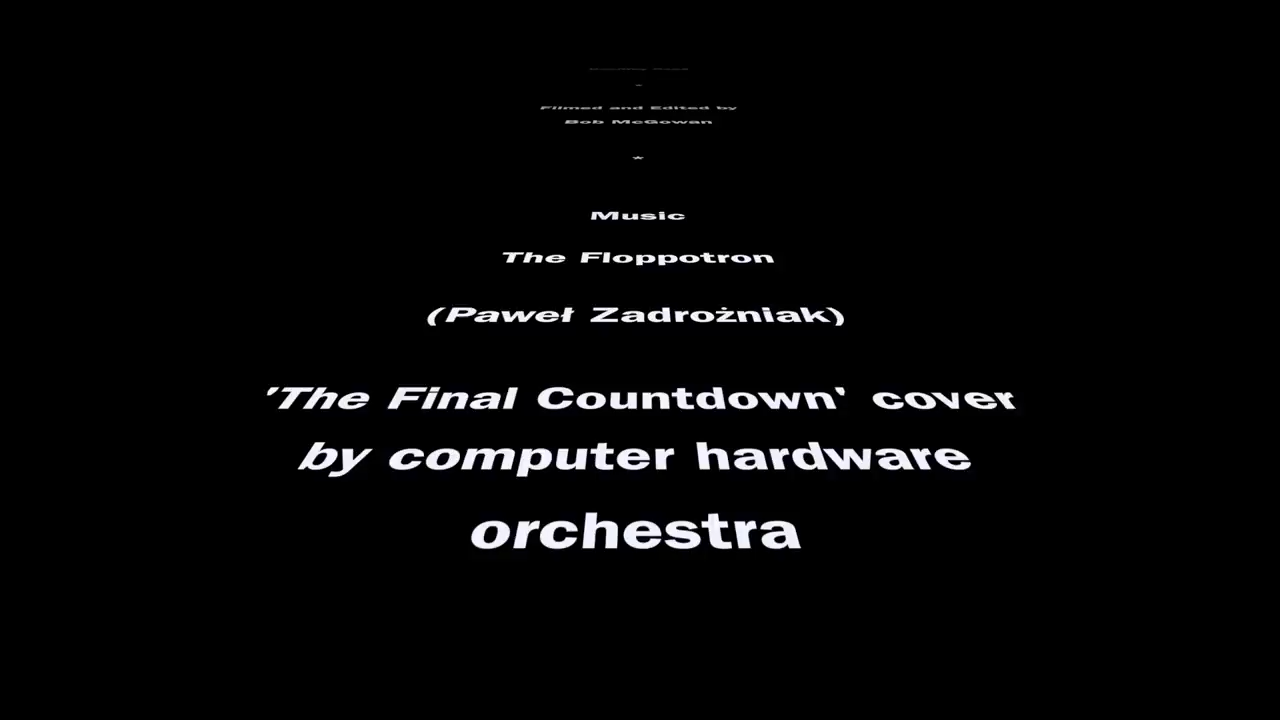 *
Filmed and Edited by
Bob McGowan
*
Music
The Floppotron
(Paweł Zadrożniak)
'The Final Countdown' cover
by computer hardware
orchestra